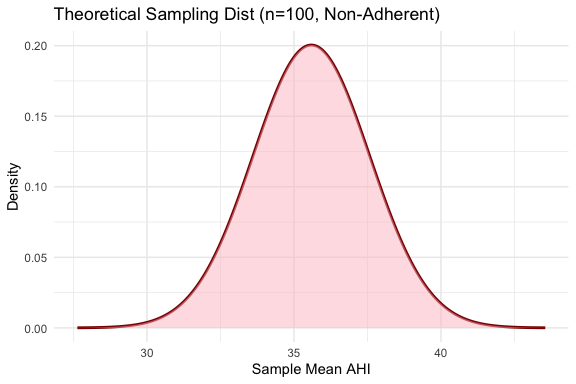 Theoretical Sampling Dist (n=100, Non-Adherent)
0.20
0.15
0.10
0.05
0.00
Density
30 35 40
Sample Mean AHI